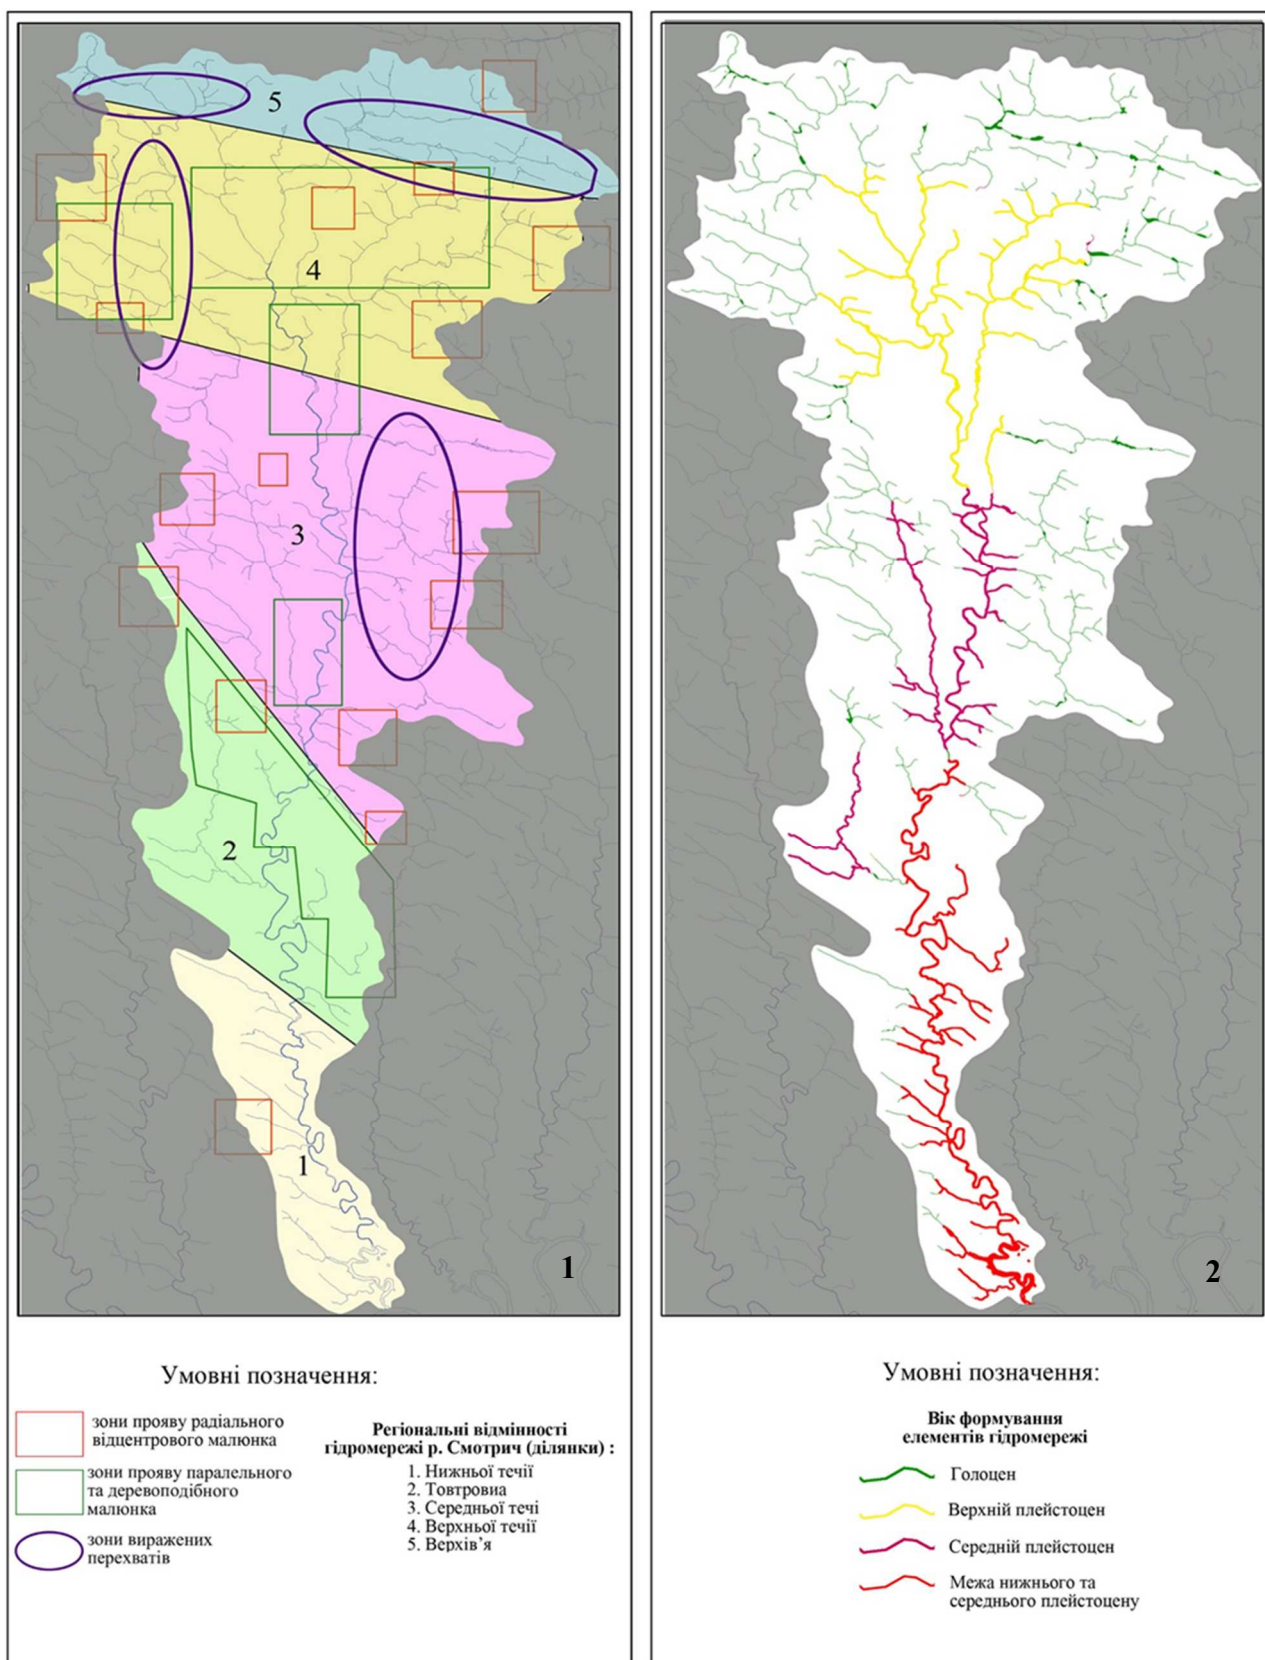 5
4
3
2
1
1
Умовні позначення:
зони прояву радіального
відцентрового малюнка
зони прояву паралельного
та деревоподібного
малюнка
зони виражених
перехватів
Регіональні відмінності
гідромережі р. Смотрич (ділянки) :
1. Нижньої течії
2. Товтровиа
3. Середньої течі
4. Верхньої течії
5. Верхів’я
2
Умовні позначення:
Вік формування
елементів гідромережі
Голоцен
Верхній плейстоцен
Середній плейстоцен
Межа нижнього та
середнього плейстоцену